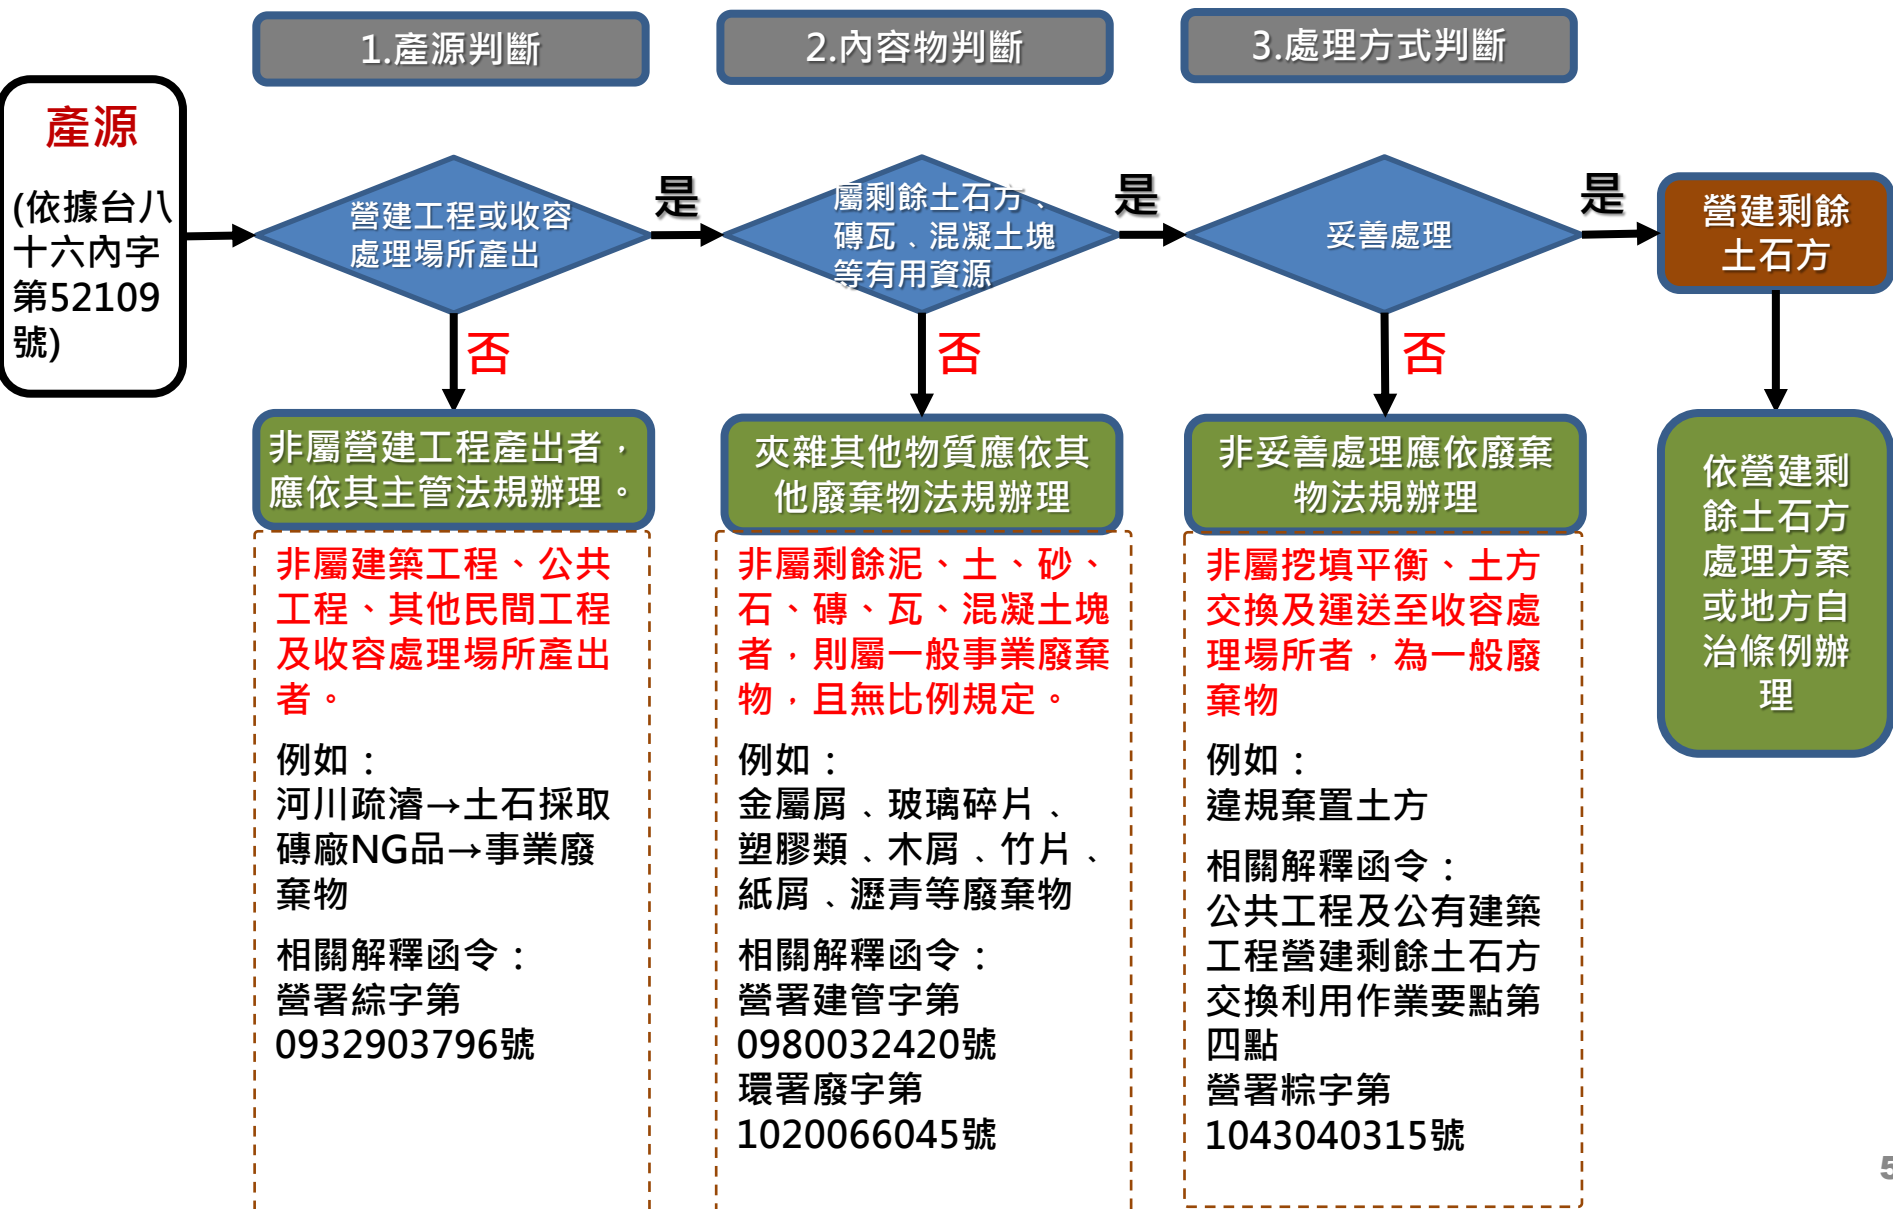 1.產源判斷
2.內容物判斷
3.處理方式判斷
產源
(依據台八
十六內字
第52109
號)
營建工程或收容
處理場所產出
是
屬剩餘土石方、
磚瓦、混凝土塊
等有用資源
是
妥善處理
是
營建剩餘
土石方
否
否
否
非屬營建工程產出者，
應依其主管法規辦理。
夾雜其他物質應依其
他廢棄物法規辦理
非妥善處理應依廢棄
物法規辦理
依營建剩
餘土石方
處理方案
或地方自
治條例辦
理
非屬建築工程、公共
工程、其他民間工程
及收容處理場所產出
者。
例如：
河川疏濬→土石採取
磚廠NG品→事業廢
棄物
相關解釋函令：
營署綜字第
0932903796號
非屬剩餘泥、土、砂、
石、磚、瓦、混凝土塊
者，則屬一般事業廢棄
物，且無比例規定。
例如：
金屬屑、玻璃碎片、
塑膠類、木屑、竹片、
紙屑、瀝青等廢棄物
相關解釋函令：
營署建管字第
0980032420號
環署廢字第
1020066045號
非屬挖填平衡、土方
交換及運送至收容處
理場所者，為一般廢
棄物
例如：
違規棄置土方
相關解釋函令：
公共工程及公有建築
工程營建剩餘土石方
交換利用作業要點第
四點
營署粽字第
1043040315號
5